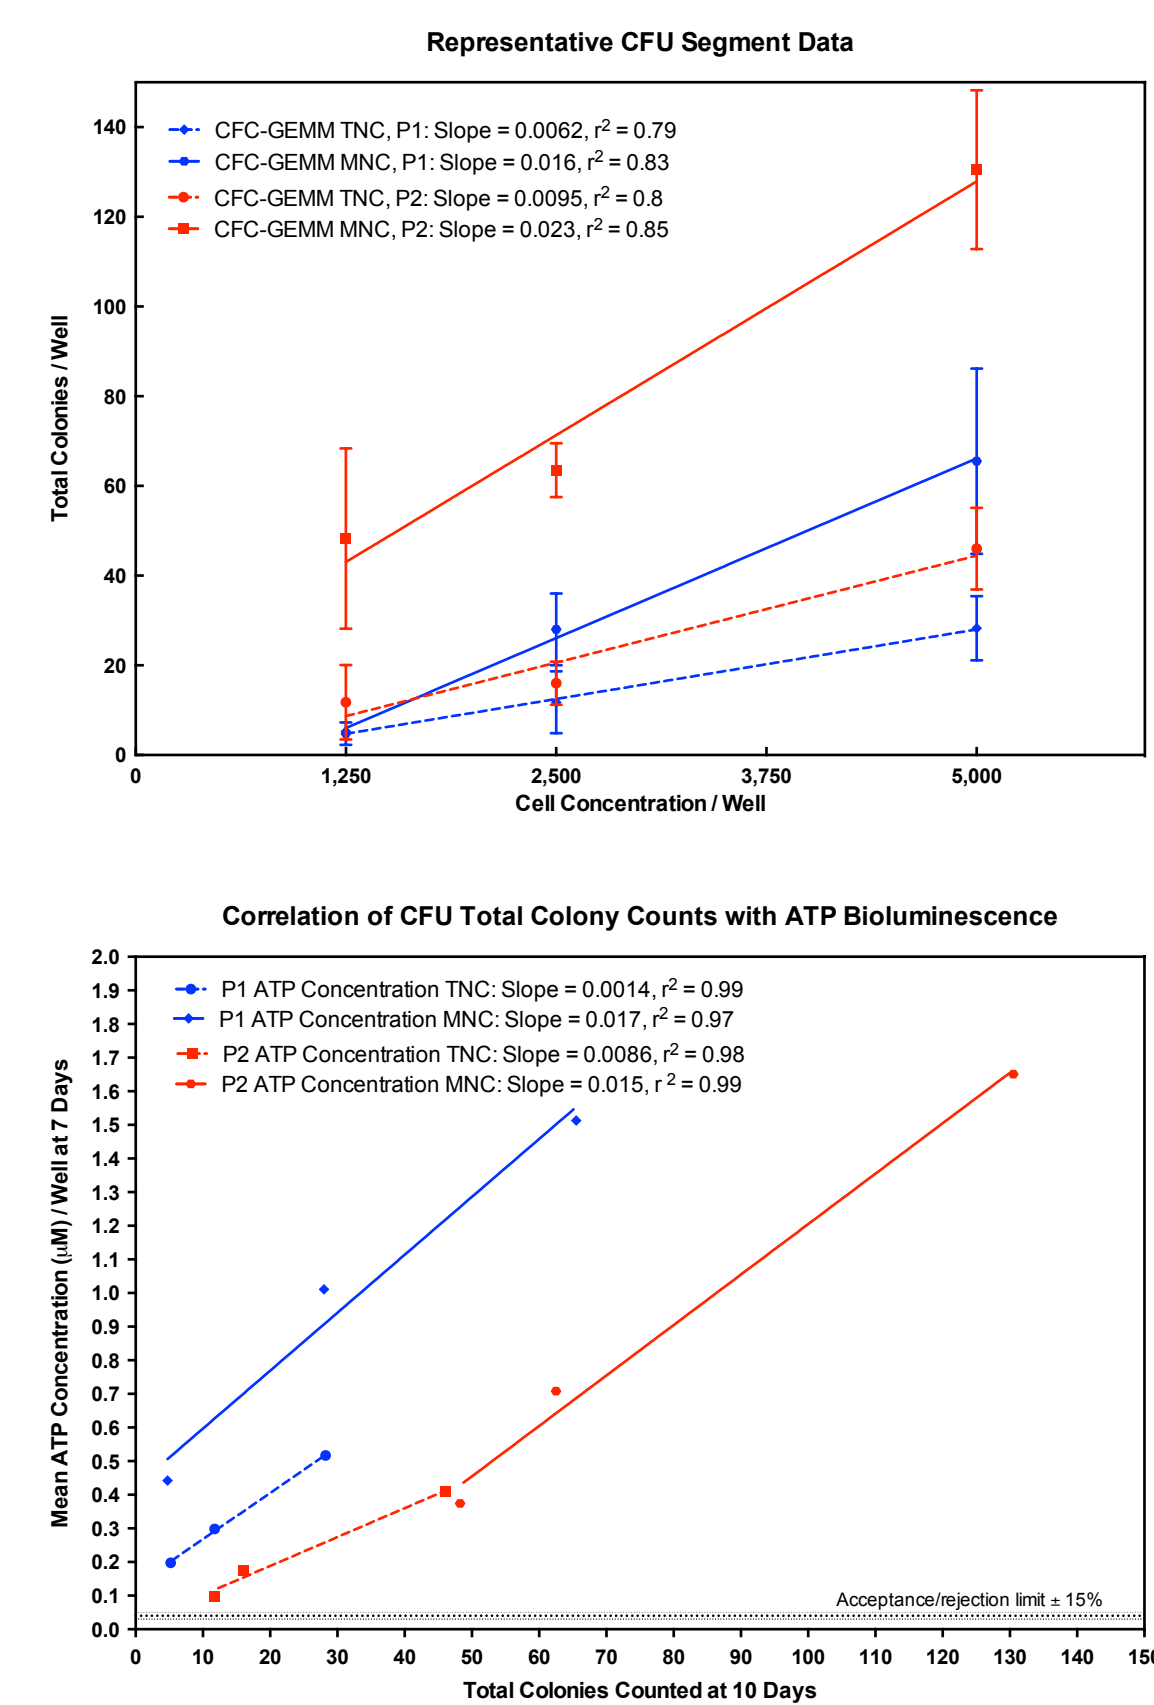 Representative CFU Segment Data
CFC-GEMM TNC, P1: Slope = 0.0062, r² = 0.79
CFC-GEMM MNC, P1: Slope = 0.016, r² = 0.83
CFC-GEMM TNC, P2: Slope = 0.0095, r² = 0.8
CFC-GEMM MNC, P2: Slope = 0.023, r² = 0.85
Total Colonies / Well
140
120
100
80
60
40
20
0
0 1,250 2,500 3,750 5,000
Cell Concentration / Well
Correlation of CFU Total Colony Counts with ATP Bioluminescence
P1 ATP Concentration TNC: Slope = 0.0014, r² = 0.99
P1 ATP Concentration MNC: Slope = 0.017, r² = 0.97
P2 ATP Concentration TNC: Slope = 0.0086, r² = 0.98
P2 ATP Concentration MNC: Slope = 0.015, r ² = 0.99
Mean ATP Concentration (μM) / Well at 7 Days
2.0
1.9
1.8
1.7
1.6
1.5
1.4
1.3
1.2
1.1
1.0
0.9
0.8
0.7
0.6
0.5
0.4
0.3
0.2
0.1
0.0
Acceptance/rejection limit ± 15%
0 10 20 30 40 50 60 70 80 90 100 110 120 130 140 150
Total Colonies Counted at 10 Days